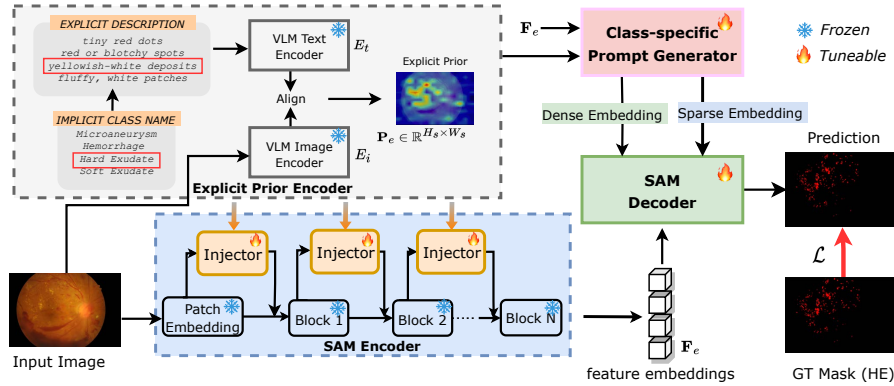 EXPLICIT DESCRIPTION
tiny red dots
red or blotchy spots
yellowish-white deposits
fluffy, white patches
IMPLICIT CLASS NAME
Microaneurysm
Hemorrhage
Hard Exudate
Soft Exudate
VLM Text
Encoder
E_t
Align
VLM Image
Encoder
E_i
Explicit Prior
P_e ∈ ℝ^{H_s×W_s}
Explicit Prior Encoder
F_e
Class-specific
Prompt Generator
Frozen
Tuneable
Dense Embedding
Sparse Embedding
SAM
Decoder
Prediction
ℒ
GT Mask (HE)
Injector
Injector
Injector
Patch
Embedding
Block 1
Block 2
......
Block N
SAM Encoder
Input Image
F_e
feature embeddings